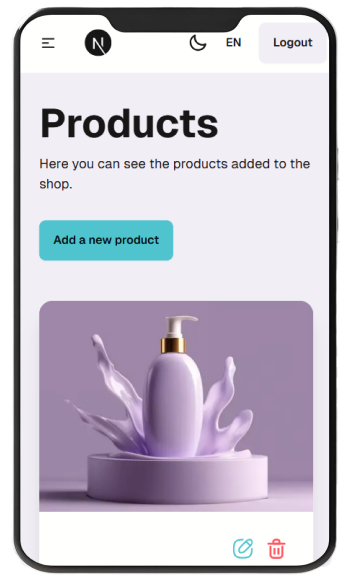 N
EN
Logout
Products
Here you can see the products added to the
shop.
Add a new product